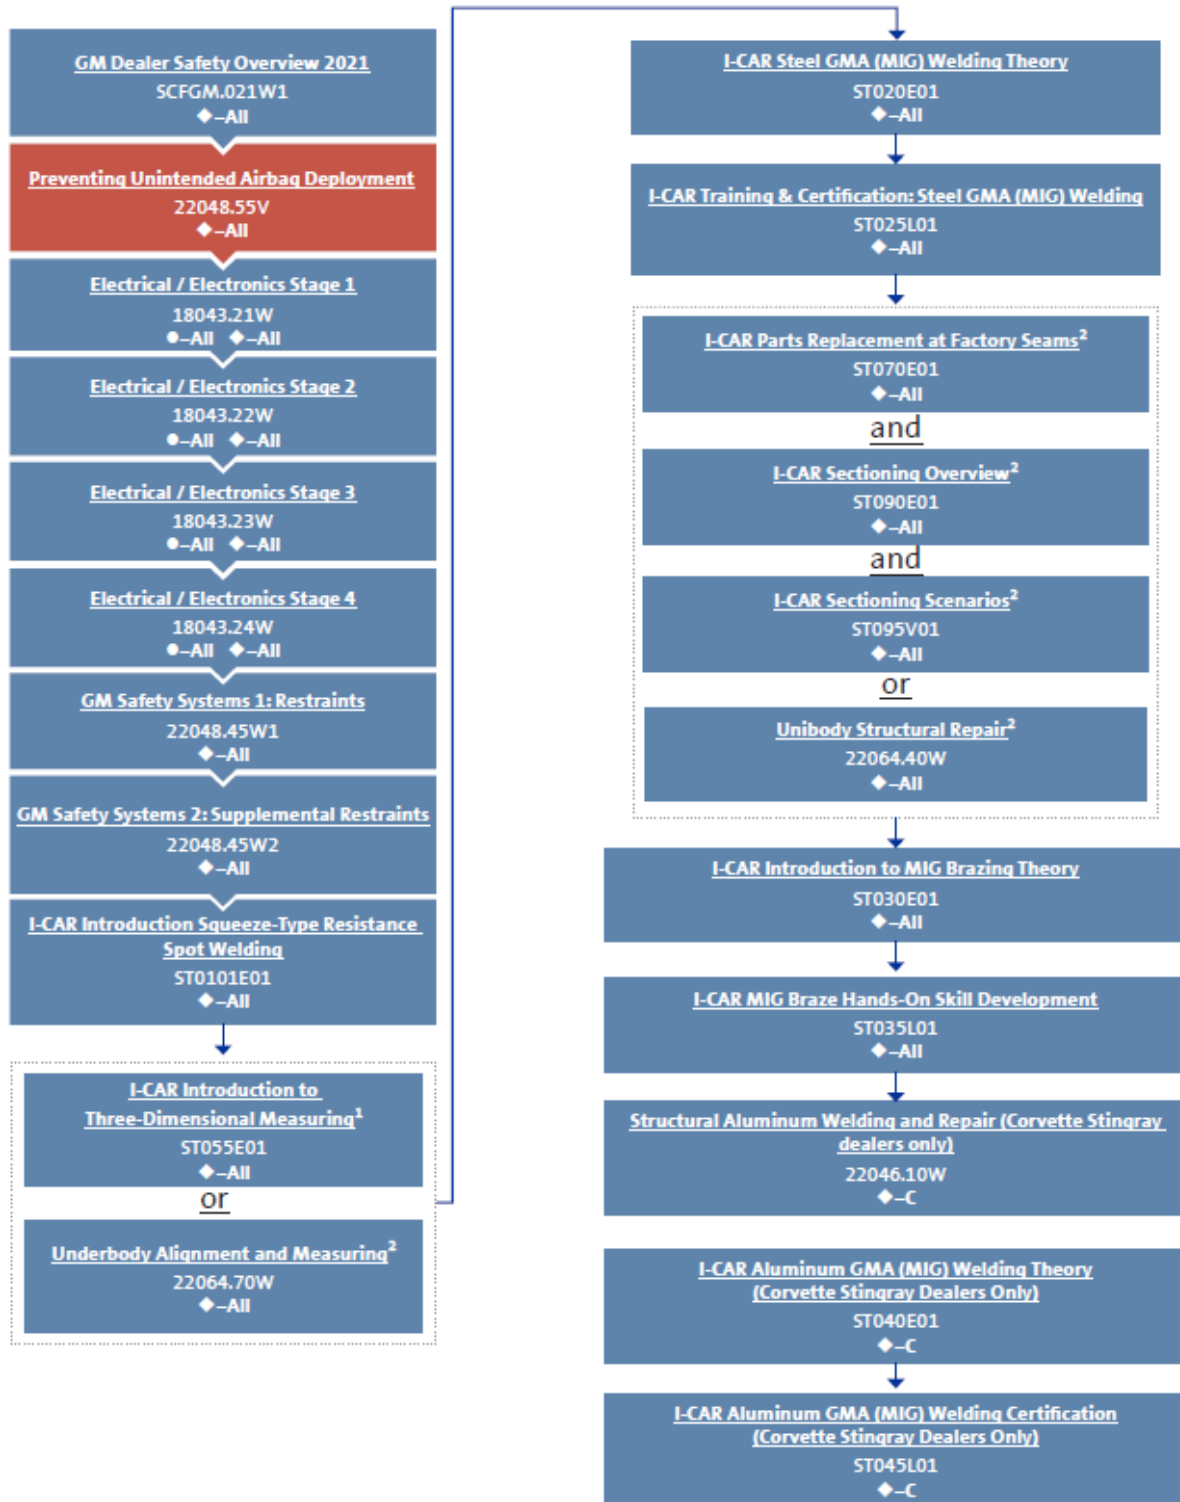 GM Dealer Safety Overview 2021
SCFGM.021W1
◆–All
Preventing Unintended Airbag Deployment
22048.55V
◆–All
Electrical / Electronics Stage 1
18043.21W
●–All ◆–All
Electrical / Electronics Stage 2
18043.22W
●–All ◆–All
Electrical / Electronics Stage 3
18043.23W
●–All ◆–All
Electrical / Electronics Stage 4
18043.24W
●–All ◆–All
GM Safety Systems 1: Restraints
22048.45W1
◆–All
GM Safety Systems 2: Supplemental Restraints
22048.45W2
◆–All
I-CAR Introduction Squeeze-Type Resistance
Spot Welding
ST0101E01
◆–All
I-CAR Introduction to
Three-Dimensional Measuring¹
ST055E01
◆–All
or
Underbody Alignment and Measuring²
22064.70W
◆–All
I-CAR Steel GMA (MIG) Welding Theory
ST020E01
◆–All
I-CAR Training & Certification: Steel GMA (MIG) Welding
ST025L01
◆–All
I-CAR Parts Replacement at Factory Seams²
ST070E01
◆–All
and
I-CAR Sectioning Overview²
ST090E01
◆–All
and
I-CAR Sectioning Scenarios²
ST095V01
◆–All
or
Unibody Structural Repair²
22064.40W
◆–All
I-CAR Introduction to MIG Brazing Theory
ST030E01
◆–All
I-CAR MIG Braze Hands-On Skill Development
ST035L01
◆–All
Structural Aluminum Welding and Repair (Corvette Stingray
dealers only)
22046.10W
◆–C
I-CAR Aluminum GMA (MIG) Welding Theory
(Corvette Stingray Dealers Only)
ST040E01
◆–C
I-CAR Aluminum GMA (MIG) Welding Certification
(Corvette Stingray Dealers Only)
ST045L01
◆–C